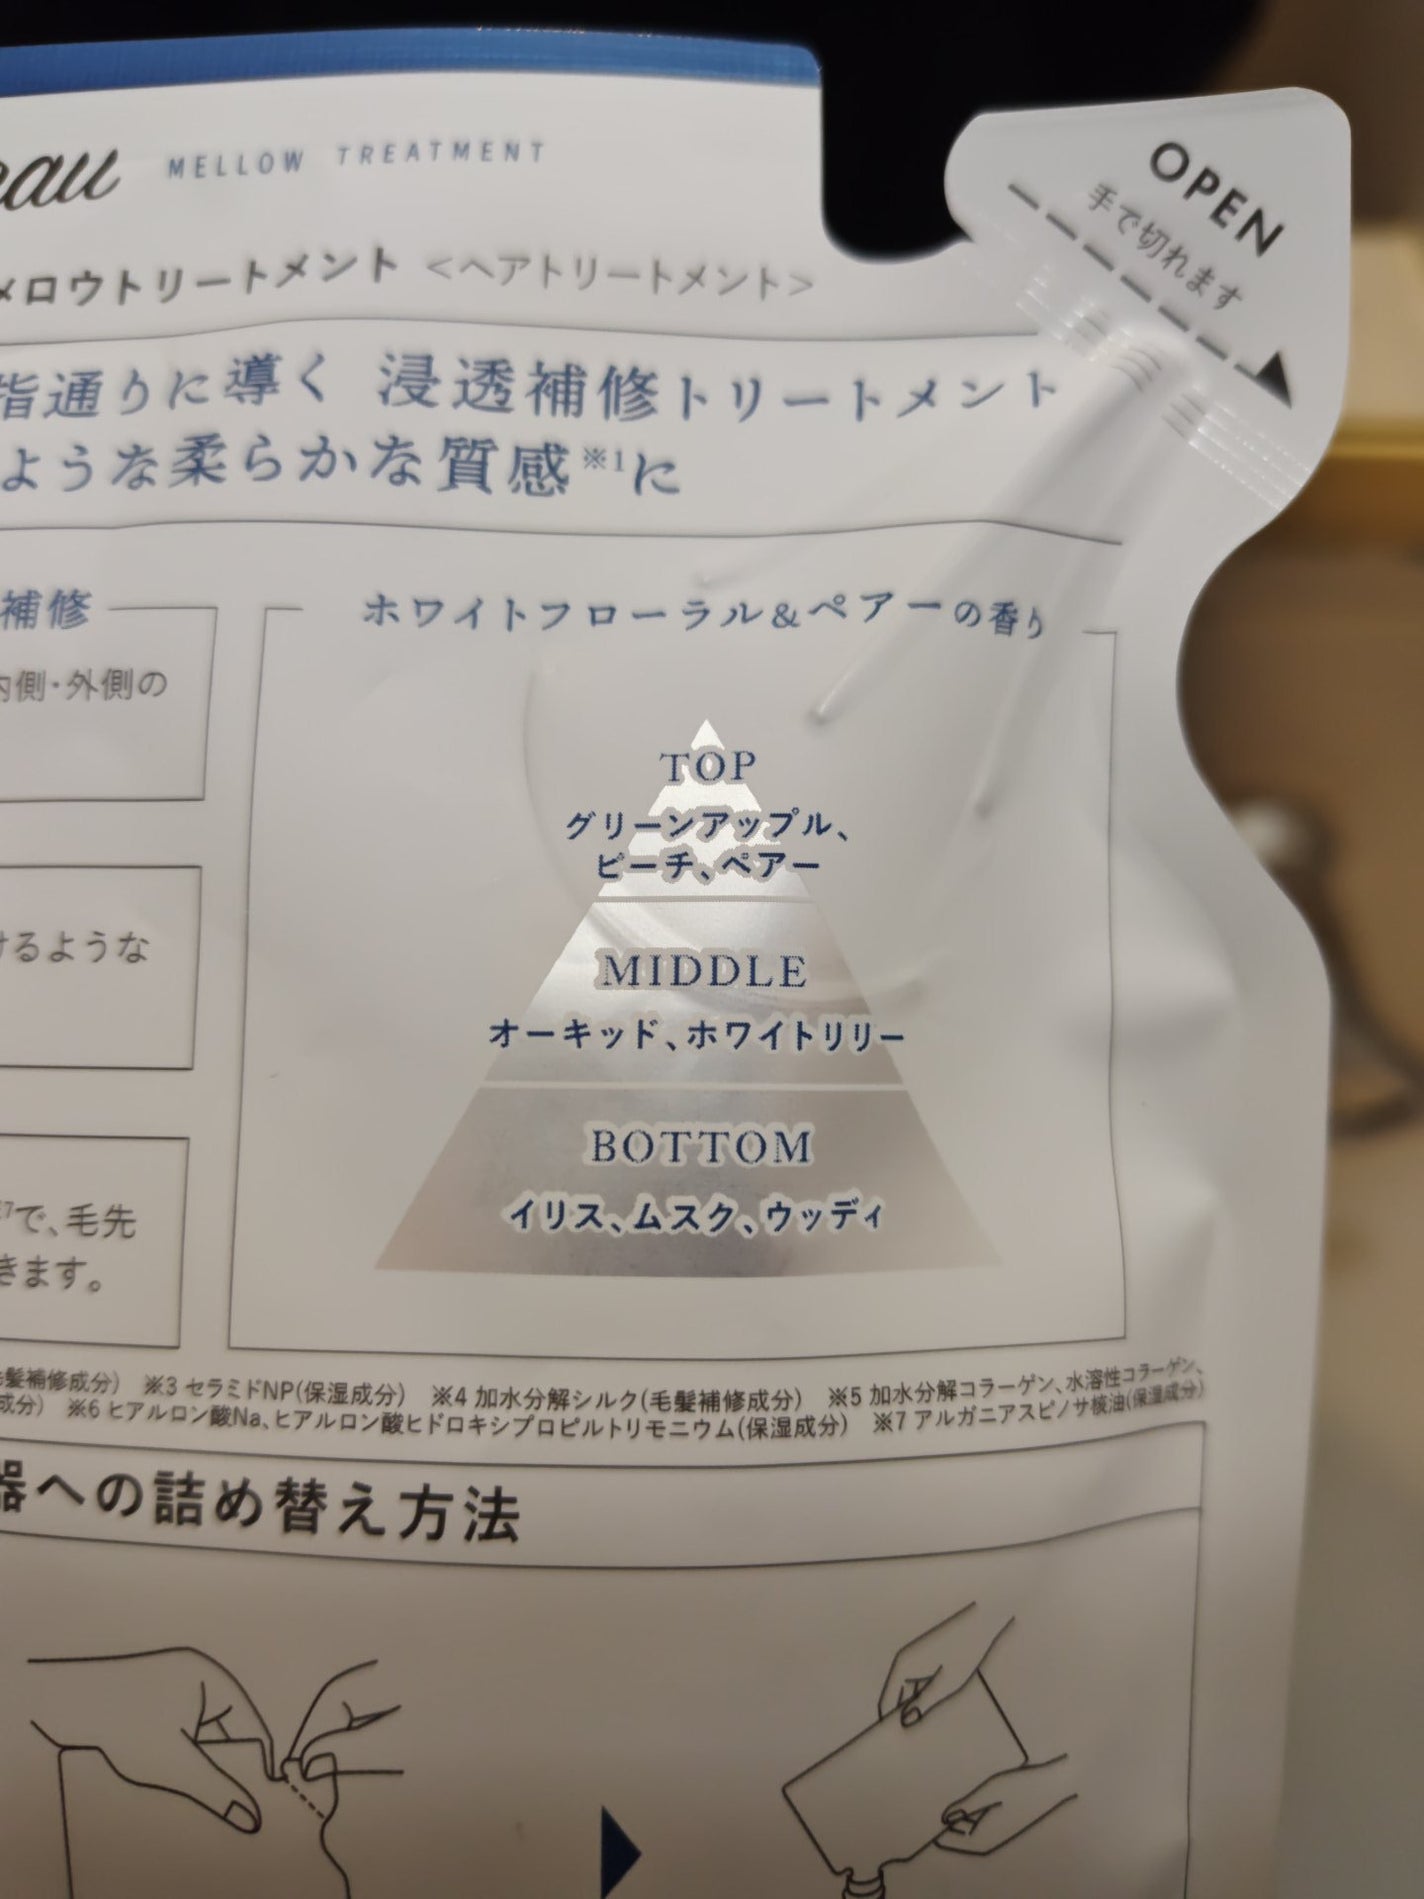 eau MELLOW TREATMENT
OPEN
手で切れます
メロウトリートメント <ヘアトリートメント>
指通りに導く 浸透補修トリートメント
ような柔らかな質感※1に
補修
内側・外側の
けるような
7で、毛先
きます。
ホワイトフローラル&ペアーの香り
TOP
グリーンアップル、
ピーチ、ペアー
MIDDLE
オーキッド、ホワイトリリー
BOTTOM
イリス、ムスク、ウッディ
毛髪補修成分) ※3 セラミドNP(保湿成分) ※4 加水分解シルク(毛髪補修成分) ※5 加水分解コラーゲン、水溶性コラーゲン、
成分) ※6 ヒアルロン酸Na、ヒアルロン酸ヒドロキシプロピルトリモニウム(保湿成分) ※7 アルガニアスピノサ核油(保湿成分)
器への詰め替え方法